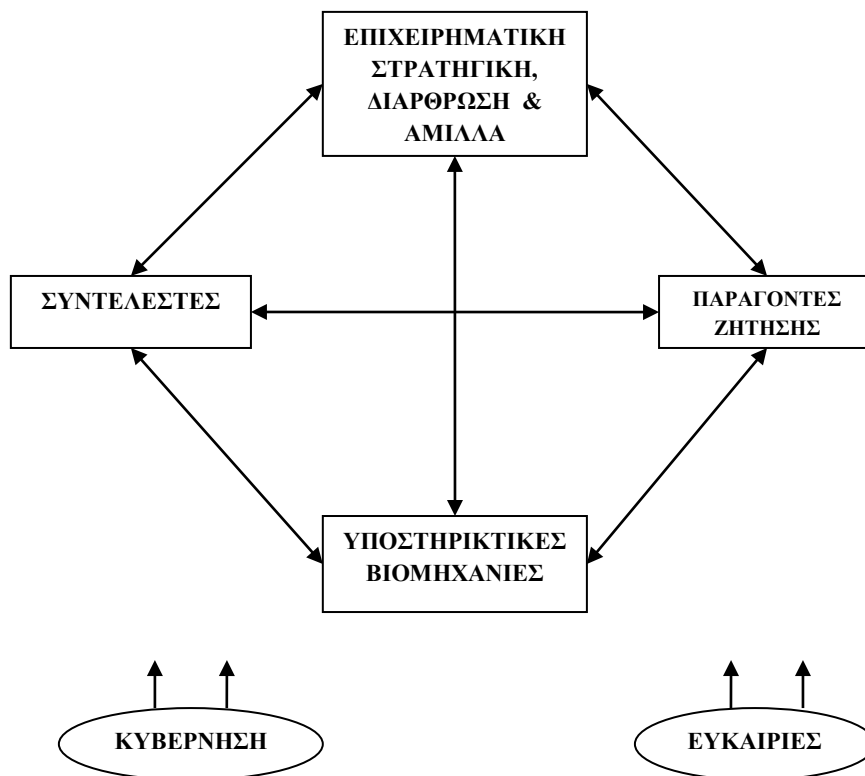 ΕΠΙΧΕΙΡΗΜΑΤΙΚΗ
ΣΤΡΑΤΗΓΙΚΗ,
ΔΙΑΡΘΡΩΣΗ &
ΑΜΙΛΛΑ
ΣΥΝΤΕΛΕΣΤΕΣ
ΠΑΡΑΓΟΝΤΕΣ
ΖΗΤΗΣΗΣ
ΥΠΟΣΤΗΡΙΚΤΙΚΕΣ
ΒΙΟΜΗΧΑΝΙΕΣ
ΚΥΒΕΡΝΗΣΗ
ΕΥΚΑΙΡΙΕΣ